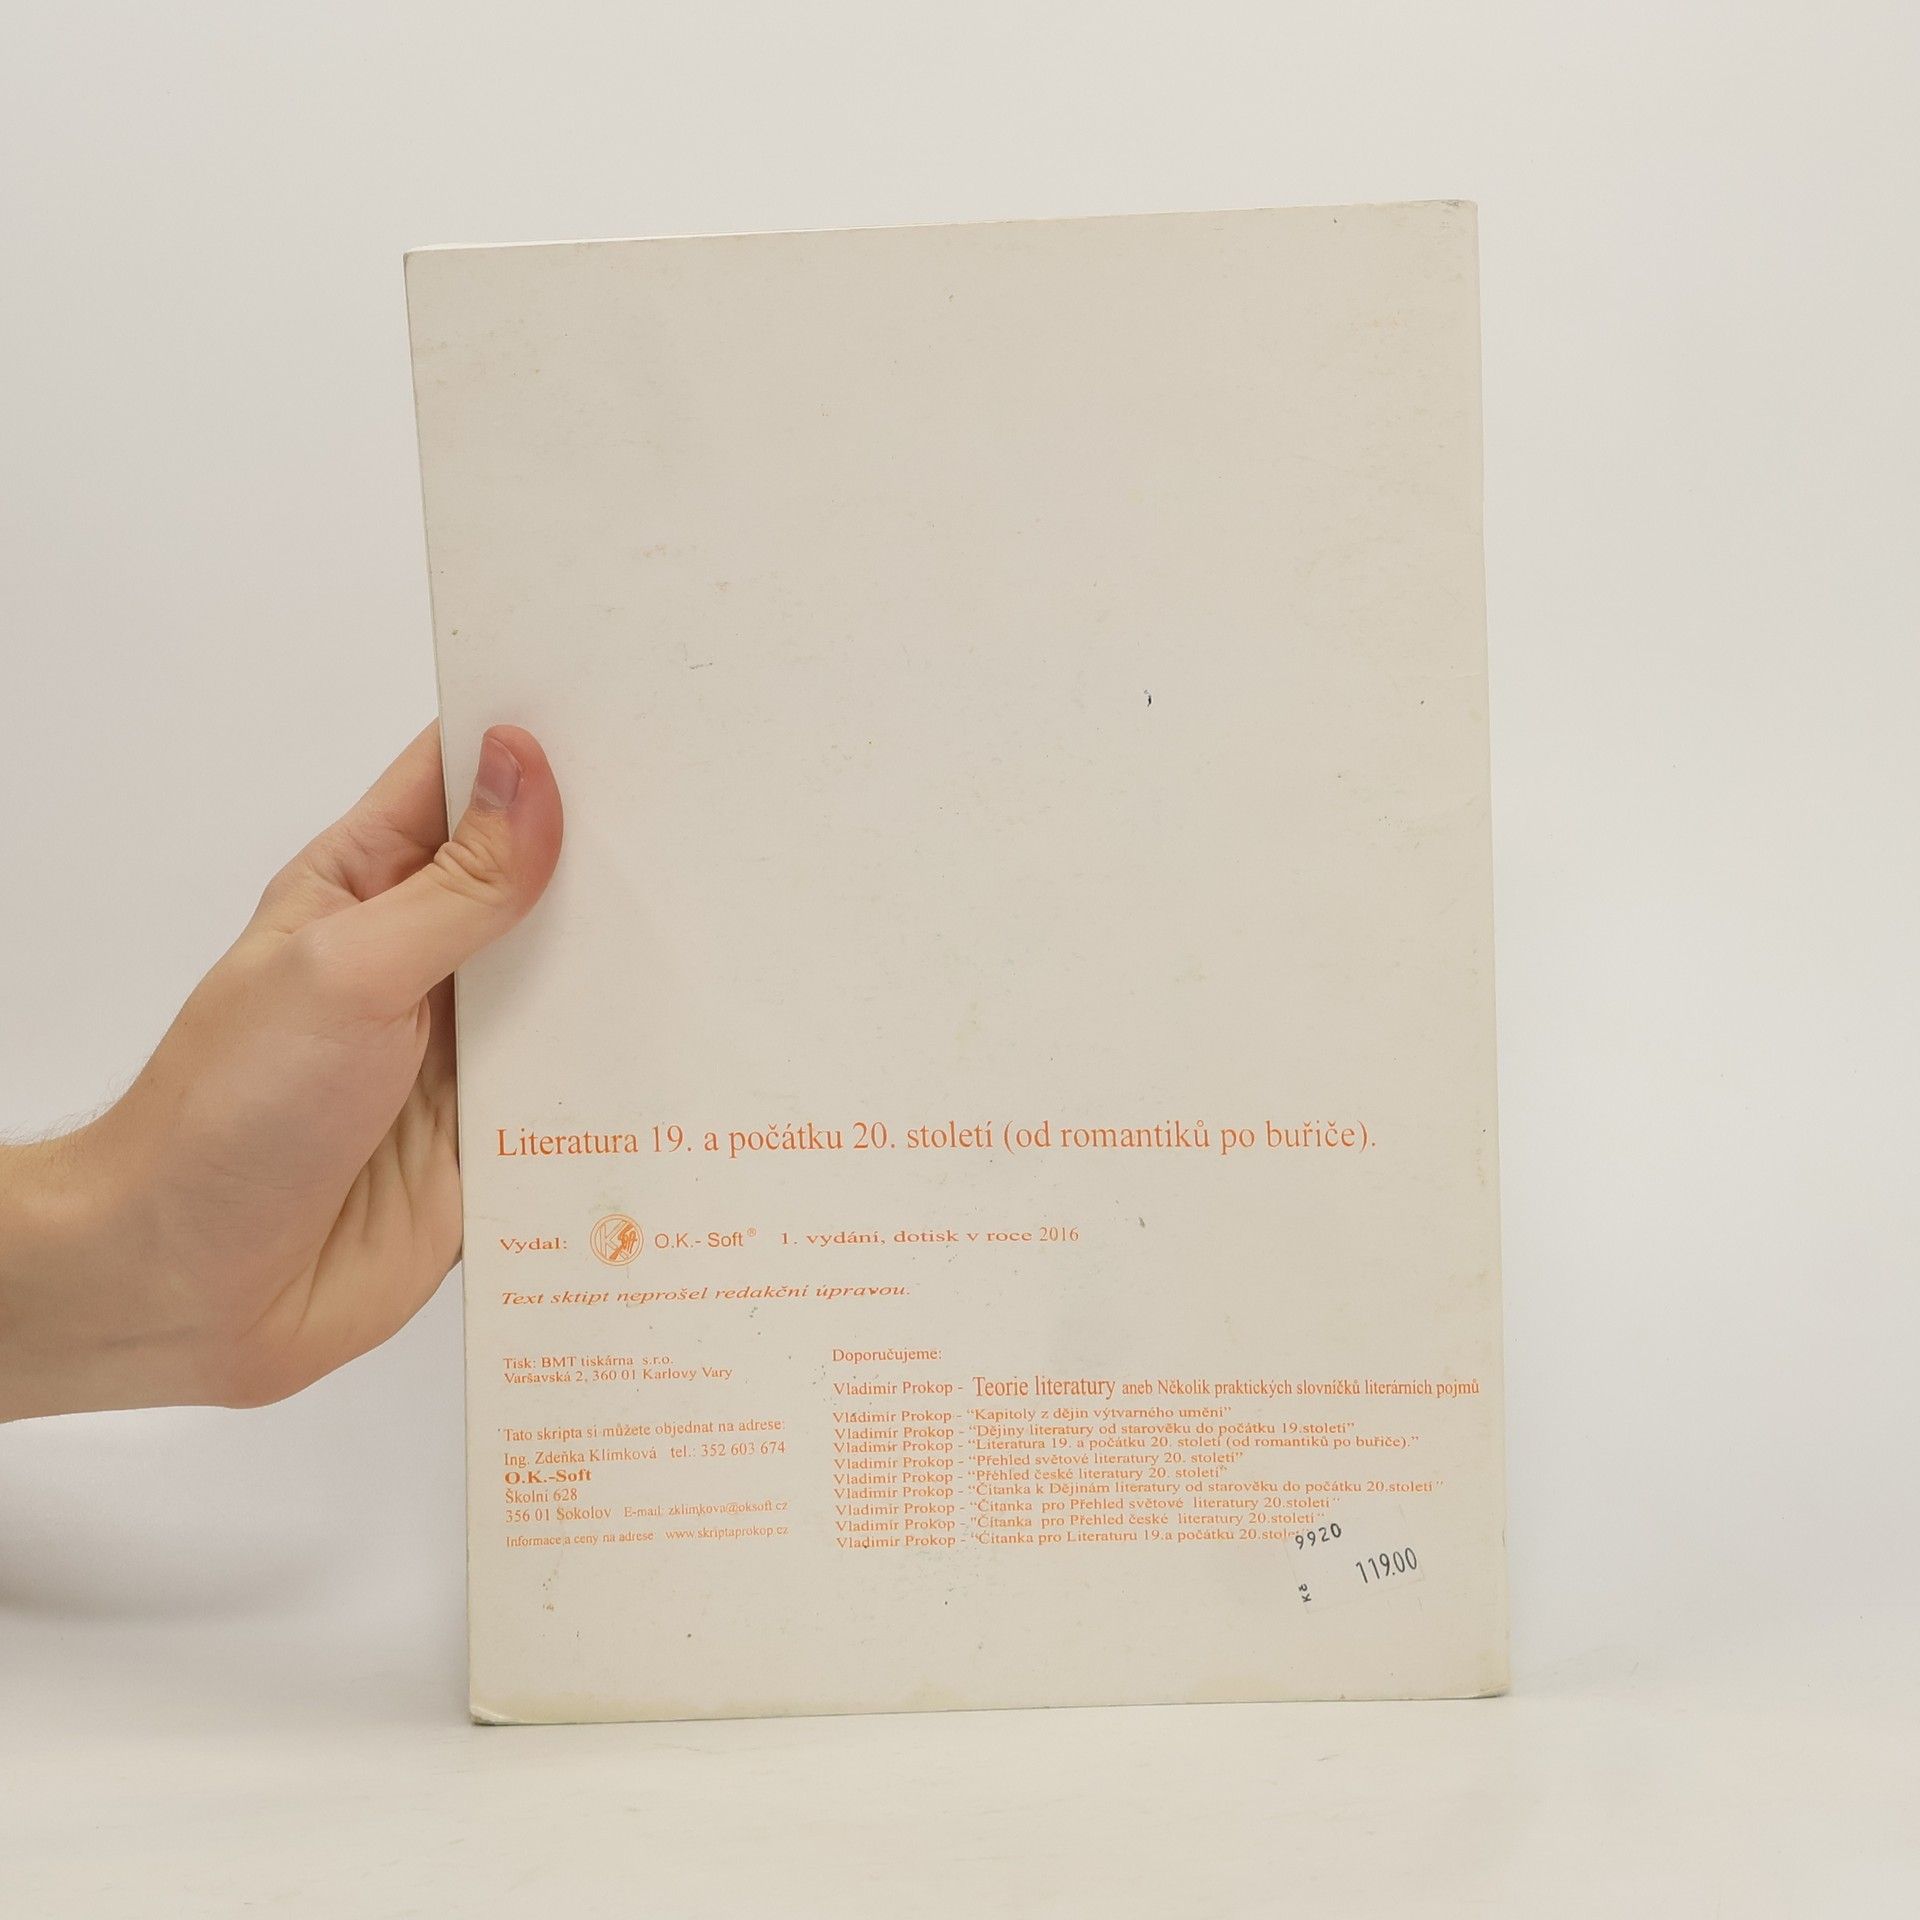 Literatura 19. a počátku 20. století (od romantiků po buřiče).
Vydal: O.K.- Soft® 1. vydání, dotisk v roce 2016
Text sktipt neprošel redakční úpravou.
Tisk: BMT tiskárna s.r.o.
Varšavská 2, 360 01 Karlovy Vary
Tato skripta si můžete objednat na adrese:
Ing. Zdeňka Klímková tel.: 352 603 674
O.K.-Soft
Školní 628
356 01 Sokolov E-mail: zklimkova@oksoft.cz
Informace a ceny na adrese: www.skriptaprokop.cz
Doporučujeme:
Vladimír Prokop - Teorie literatury aneb Několik praktických slovníčků literárních pojmů
Vladimír Prokop - “Kapitoly z dějin výtvarného umění”
Vladimír Prokop - “Dějiny literatury od starověku do počátku 19.století”
Vladimír Prokop - “Literatura 19. a počátku 20. století (od romantiků po buřiče).”
Vladimír Prokop - “Přehled světové literatury 20. století”
Vladimír Prokop - “Přehled české literatury 20. století”
Vladimír Prokop - “Čítanka k Dějinám literatury od starověku do počátku 20.století”
Vladimír Prokop - “Čítanka pro Přehled světové literatury 20.století”
Vladimír Prokop - "Čítanka pro Přehled české literatury 20.století"
Vladimír Prokop - “Čítanka pro Literaturu 19.a počátku 20.stole
9920
119.00